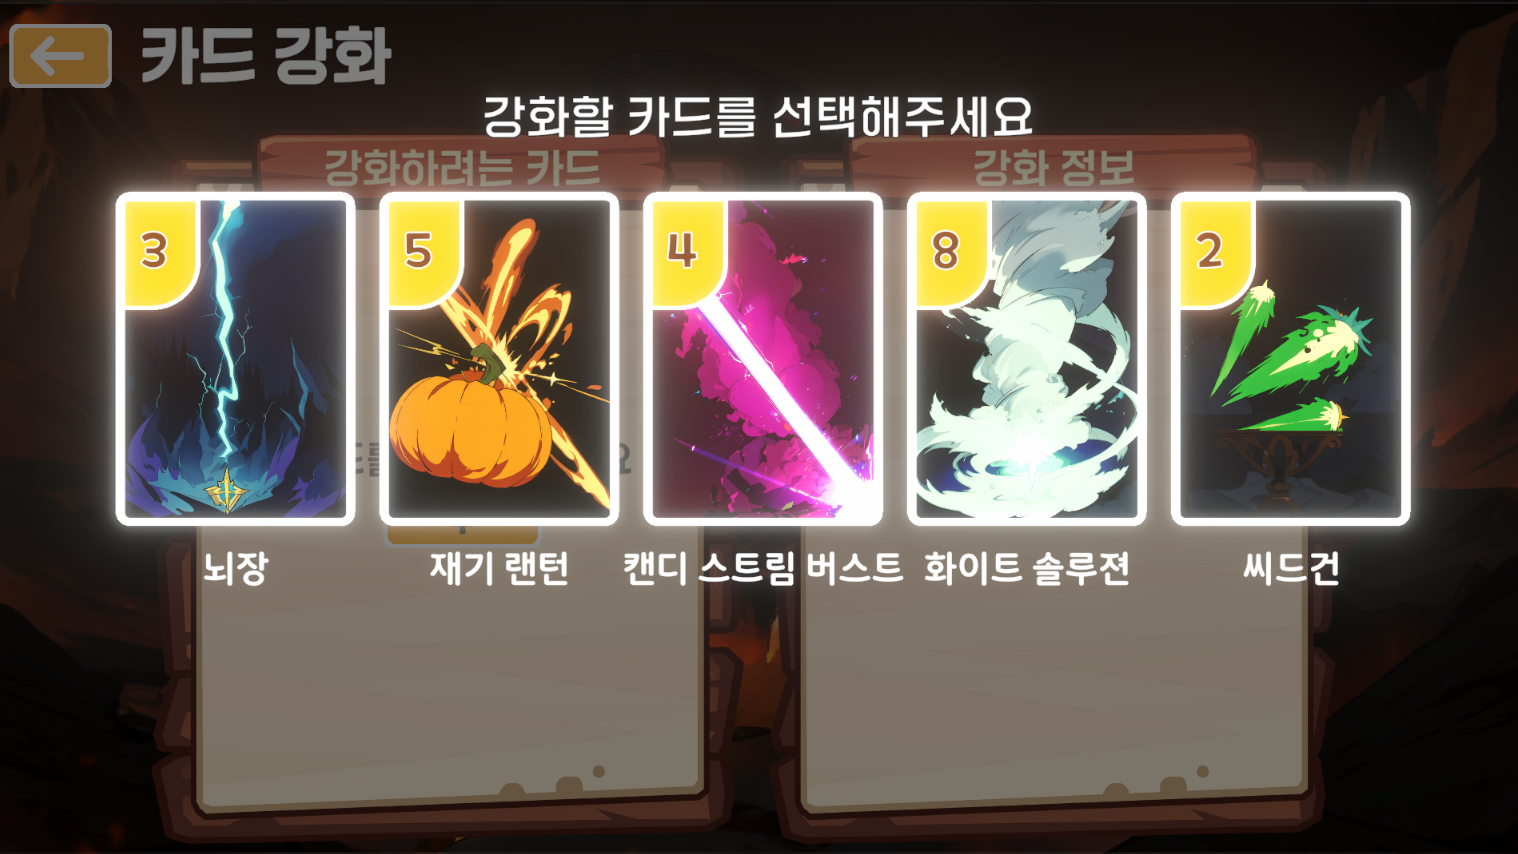 카드 강화
강화할 카드를 선택해주세요
강화하려는 카드
강화 정보
3
5
4
8
2
뇌장
재기 랜턴
캔디 스트림 버스트
화이트 솔루젼
씨드건